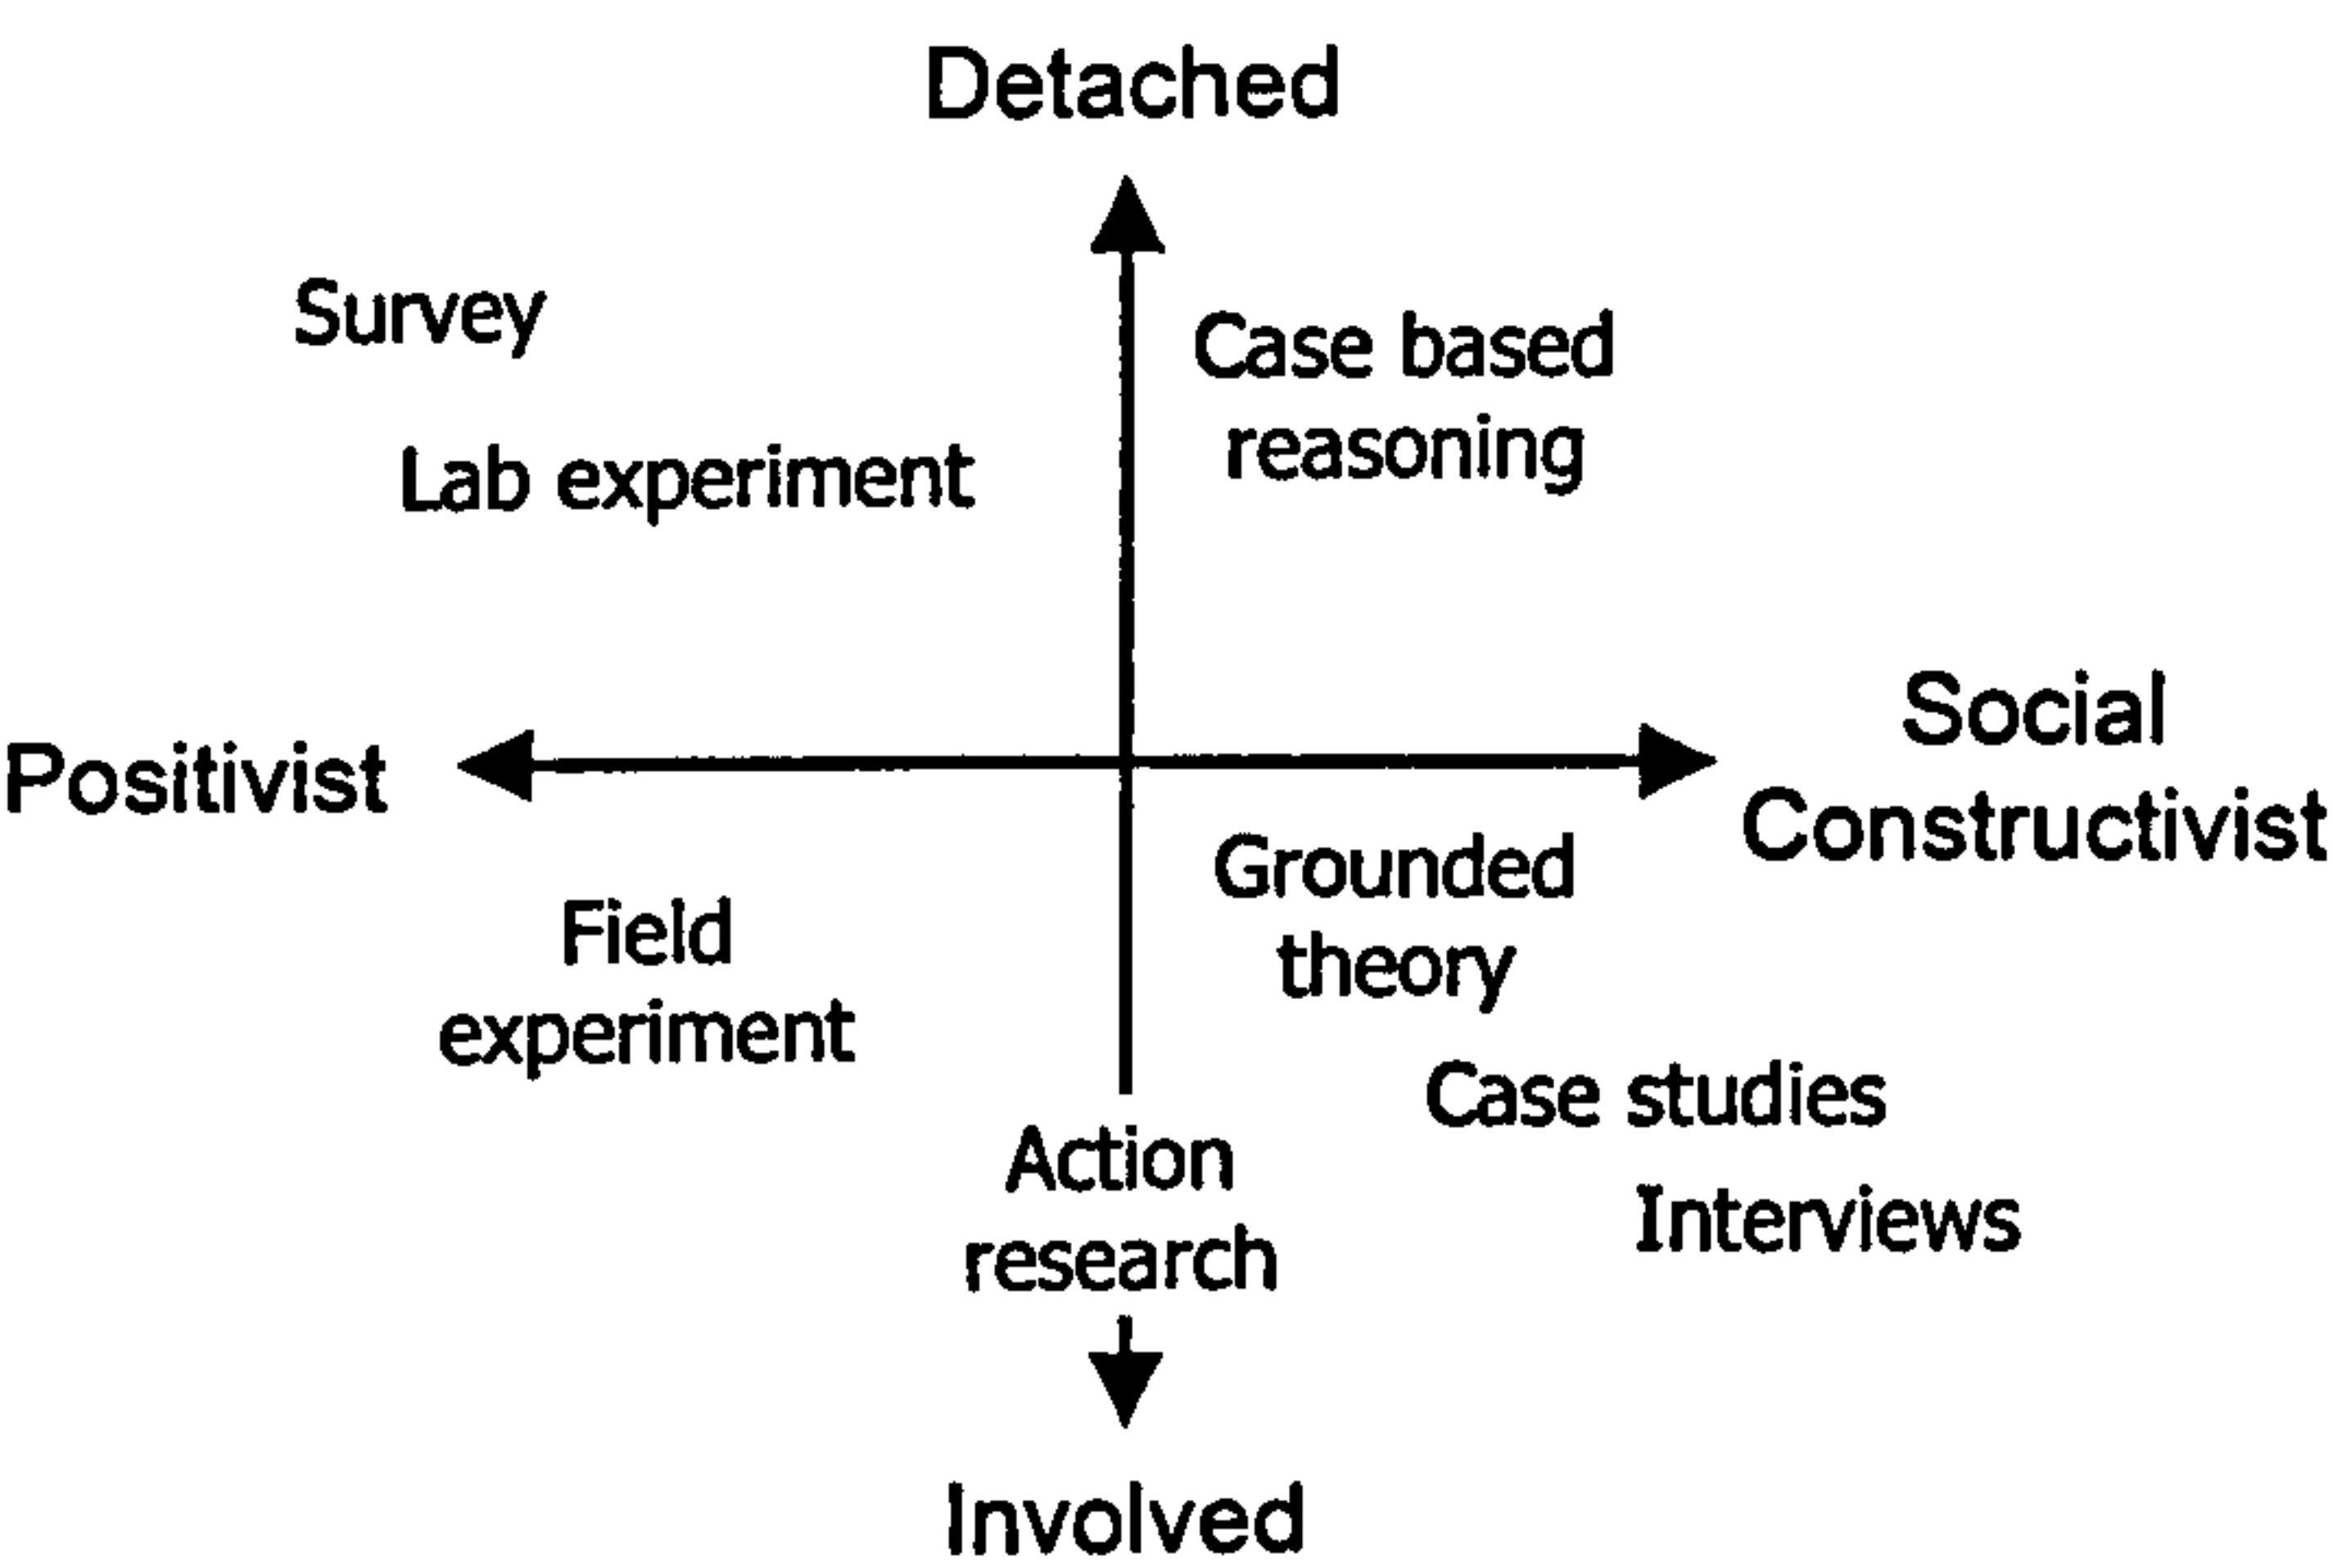 Detached
Survey
Case based
reasoning
Lab experiment
Positivist
Social
Constructivist
Field
experiment
Grounded
theory
Case studies
Action
research
Interviews
Involved